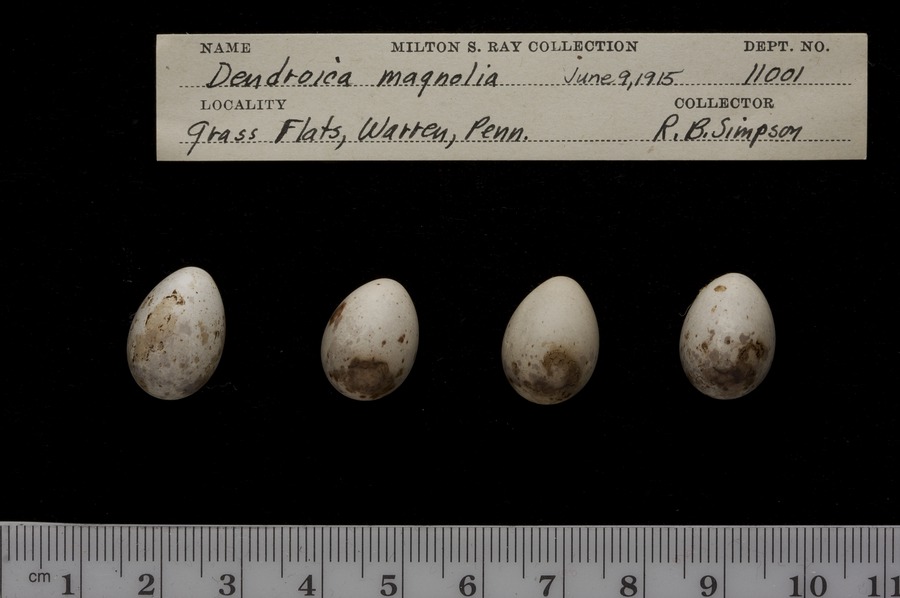 NAME MILTON S. RAY COLLECTION DEPT. NO.
Dendroica magnolia June 9, 1915 11001
LOCALITY COLLECTOR
Grass Flats, Warren, Penn. R. B. Simpson
cm 1 2 3 4 5 6 7 8 9 10 11